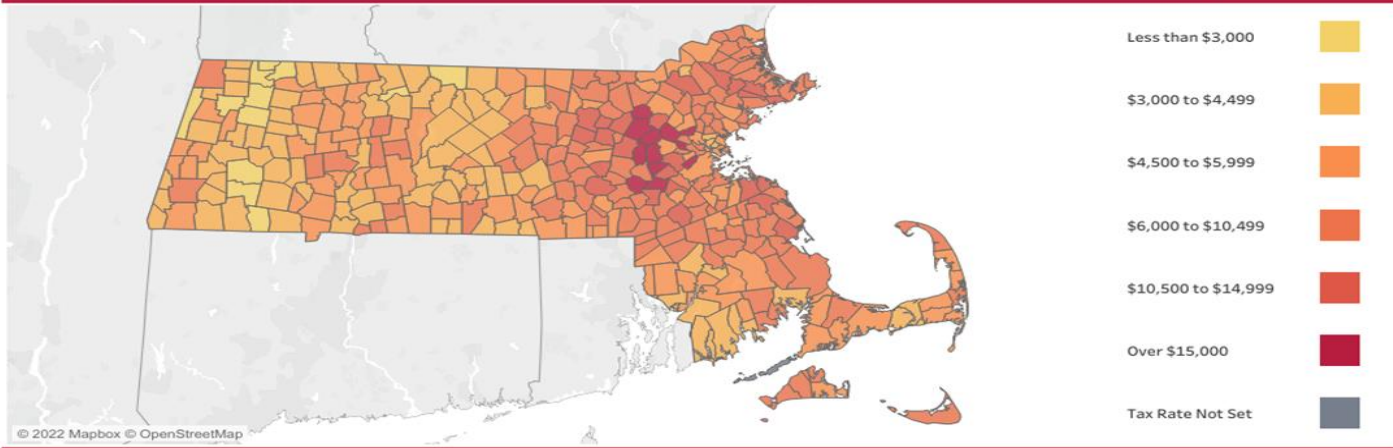 Less than $3,000
$3,000 to $4,499
$4,500 to $5,999
$6,000 to $10,499
$10,500 to $14,999
Over $15,000
Tax Rate Not Set
© 2022 Mapbox © OpenStreetMap